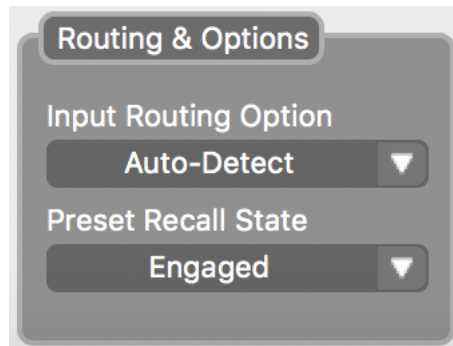 Routing & Options
Input Routing Option
Auto-Detect
Preset Recall State
Engaged